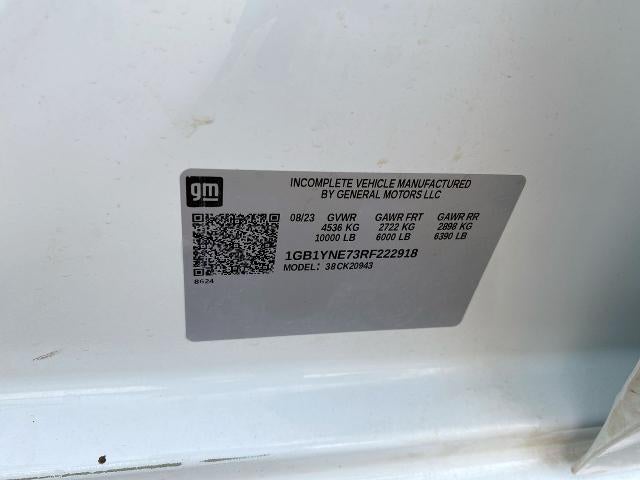 gm
INCOMPLETE VEHICLE MANUFACTURED
BY GENERAL MOTORS LLC
08/23 GVWR GAWR FRT GAWR RR
4536 KG 2722 KG 2898 KG
10000 LB 6000 LB 6390 LB
1GB1YNE73RF222918
MODEL: 38CK20943
8624